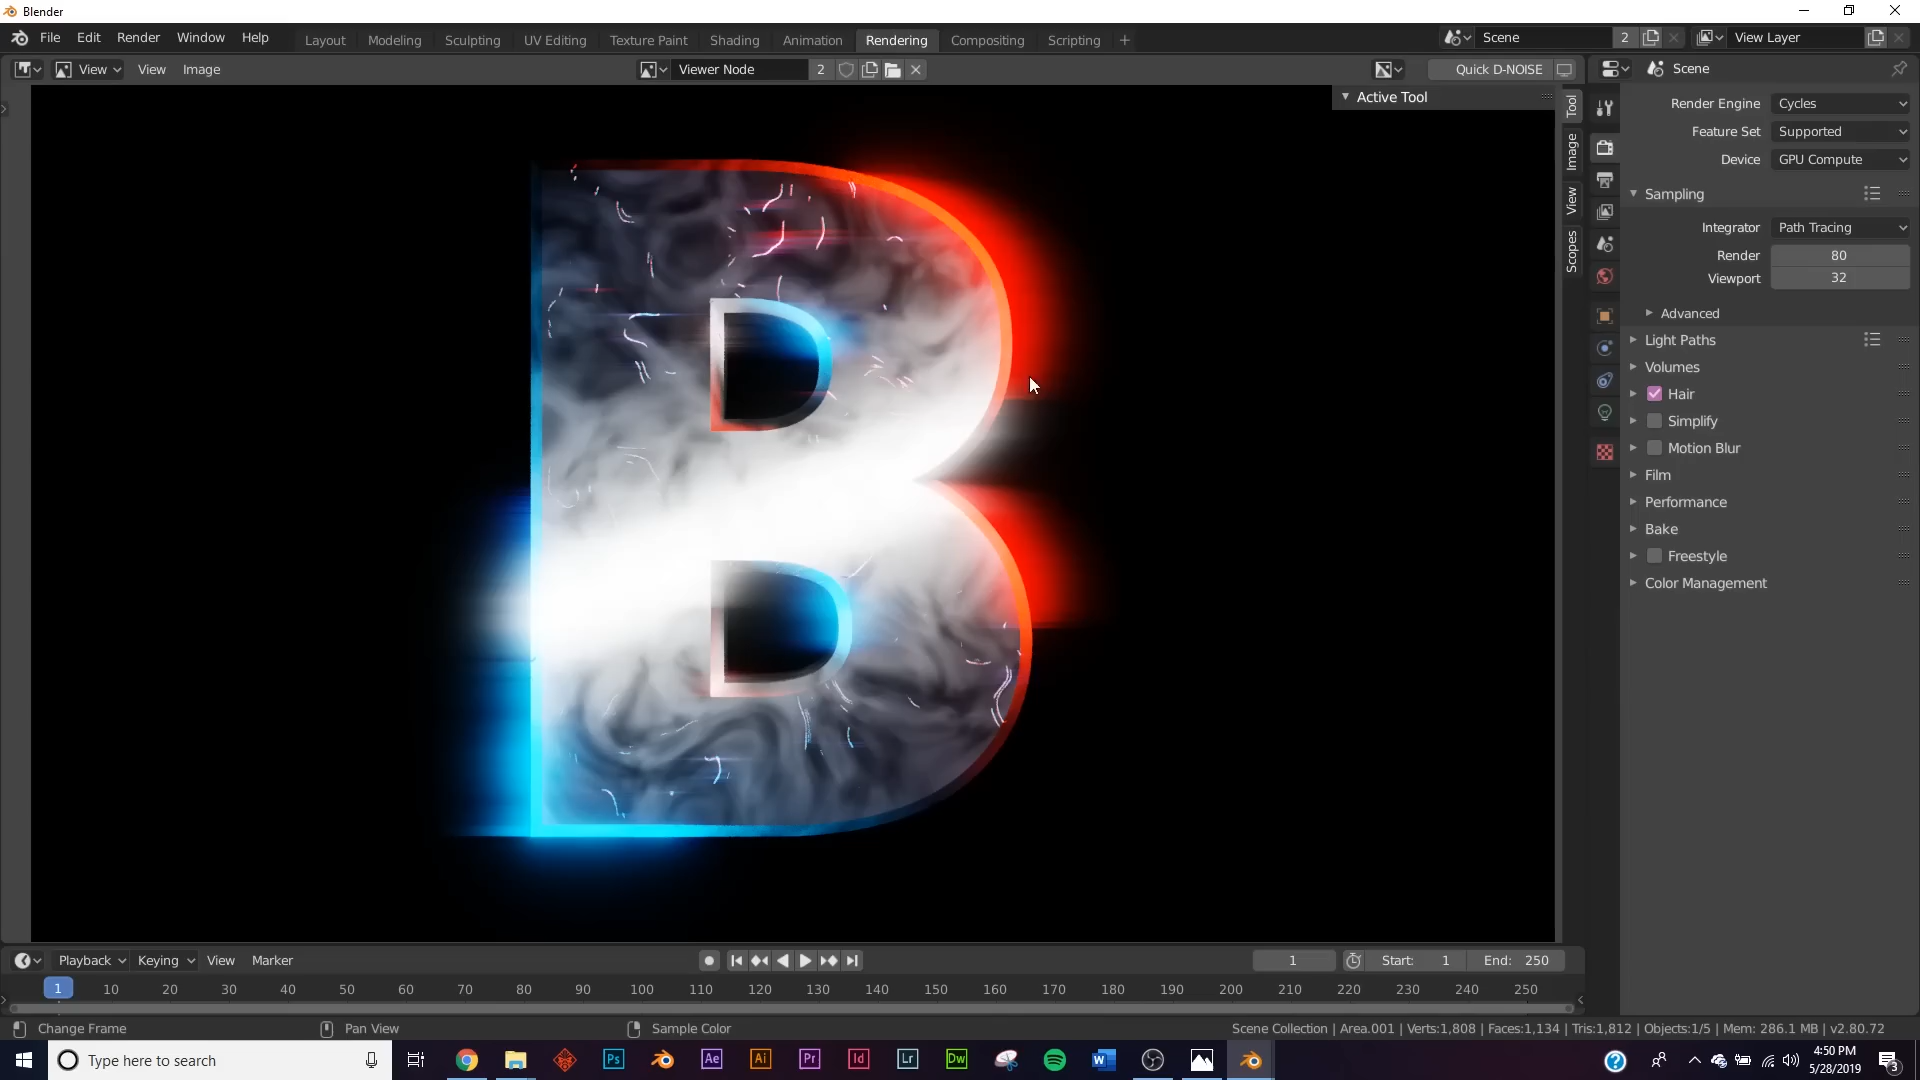 Blender
File Edit Render Window Help Layout Modeling Sculpting UV Editing Texture Paint Shading Animation Rendering Compositing Scripting + Scene 2 View Layer
View View Image Viewer Node 2 Quick D-NOISE Scene
Active Tool
Tool
Image
View
Scopes
B
Render Engine Cycles
Feature Set Supported
Device GPU Compute
Sampling
Integrator Path Tracing
Render 80
Viewport 32
Advanced
Light Paths
Volumes
Hair
Simplify
Motion Blur
Film
Performance
Bake
Freestyle
Color Management
Playback Keying View Marker 1 Start: 1 End: 250
1 10 20 30 40 50 60 70 80 90 100 110 120 130 140 150 160 170 180 190 200 210 220 230 240 250
Change Frame Pan View Sample Color Scene Collection | Area.001 | Verts:1,808 | Faces:1,134 | Tris:1,812 | Objects:1/5 | Mem: 286.1 MB | v2.80.72
Type here to search Ps Ae Ai Pr Id Lr Dw W 4:50 PM
5/28/2019 3